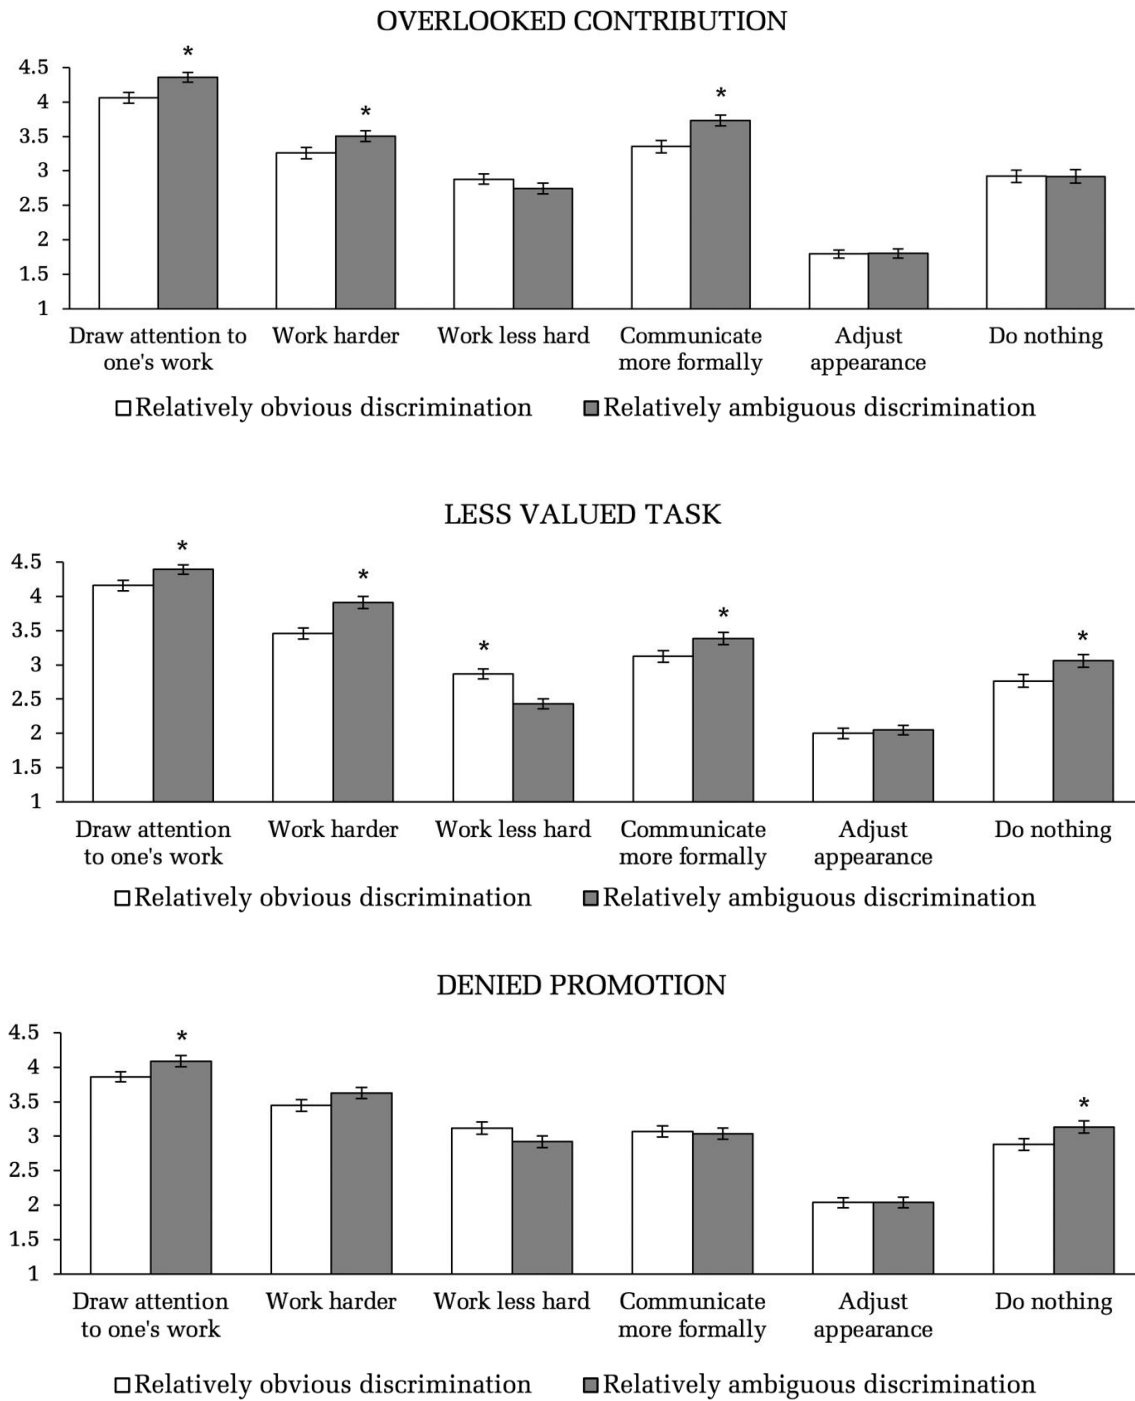 OVERLOOKED CONTRIBUTION
*
4.5
*
4
*
3.5
3
2.5
2
1.5
1
Draw attention to Work harder Work less hard Communicate Adjust Do nothing
one's work more formally appearance
Relatively obvious discrimination Relatively ambiguous discrimination
LESS VALUED TASK
*
4.5
*
4
*
3.5
* *
3
2.5
2
1.5
1
Draw attention Work harder Work less hard Communicate Adjust Do nothing
to one's work more formally appearance
Relatively obvious discrimination Relatively ambiguous discrimination
DENIED PROMOTION
4.5
*
4
3.5
*
3
2.5
2
1.5
1
Draw attention Work harder Work less hard Communicate Adjust Do nothing
to one's work more formally appearance
Relatively obvious discrimination Relatively ambiguous discrimination